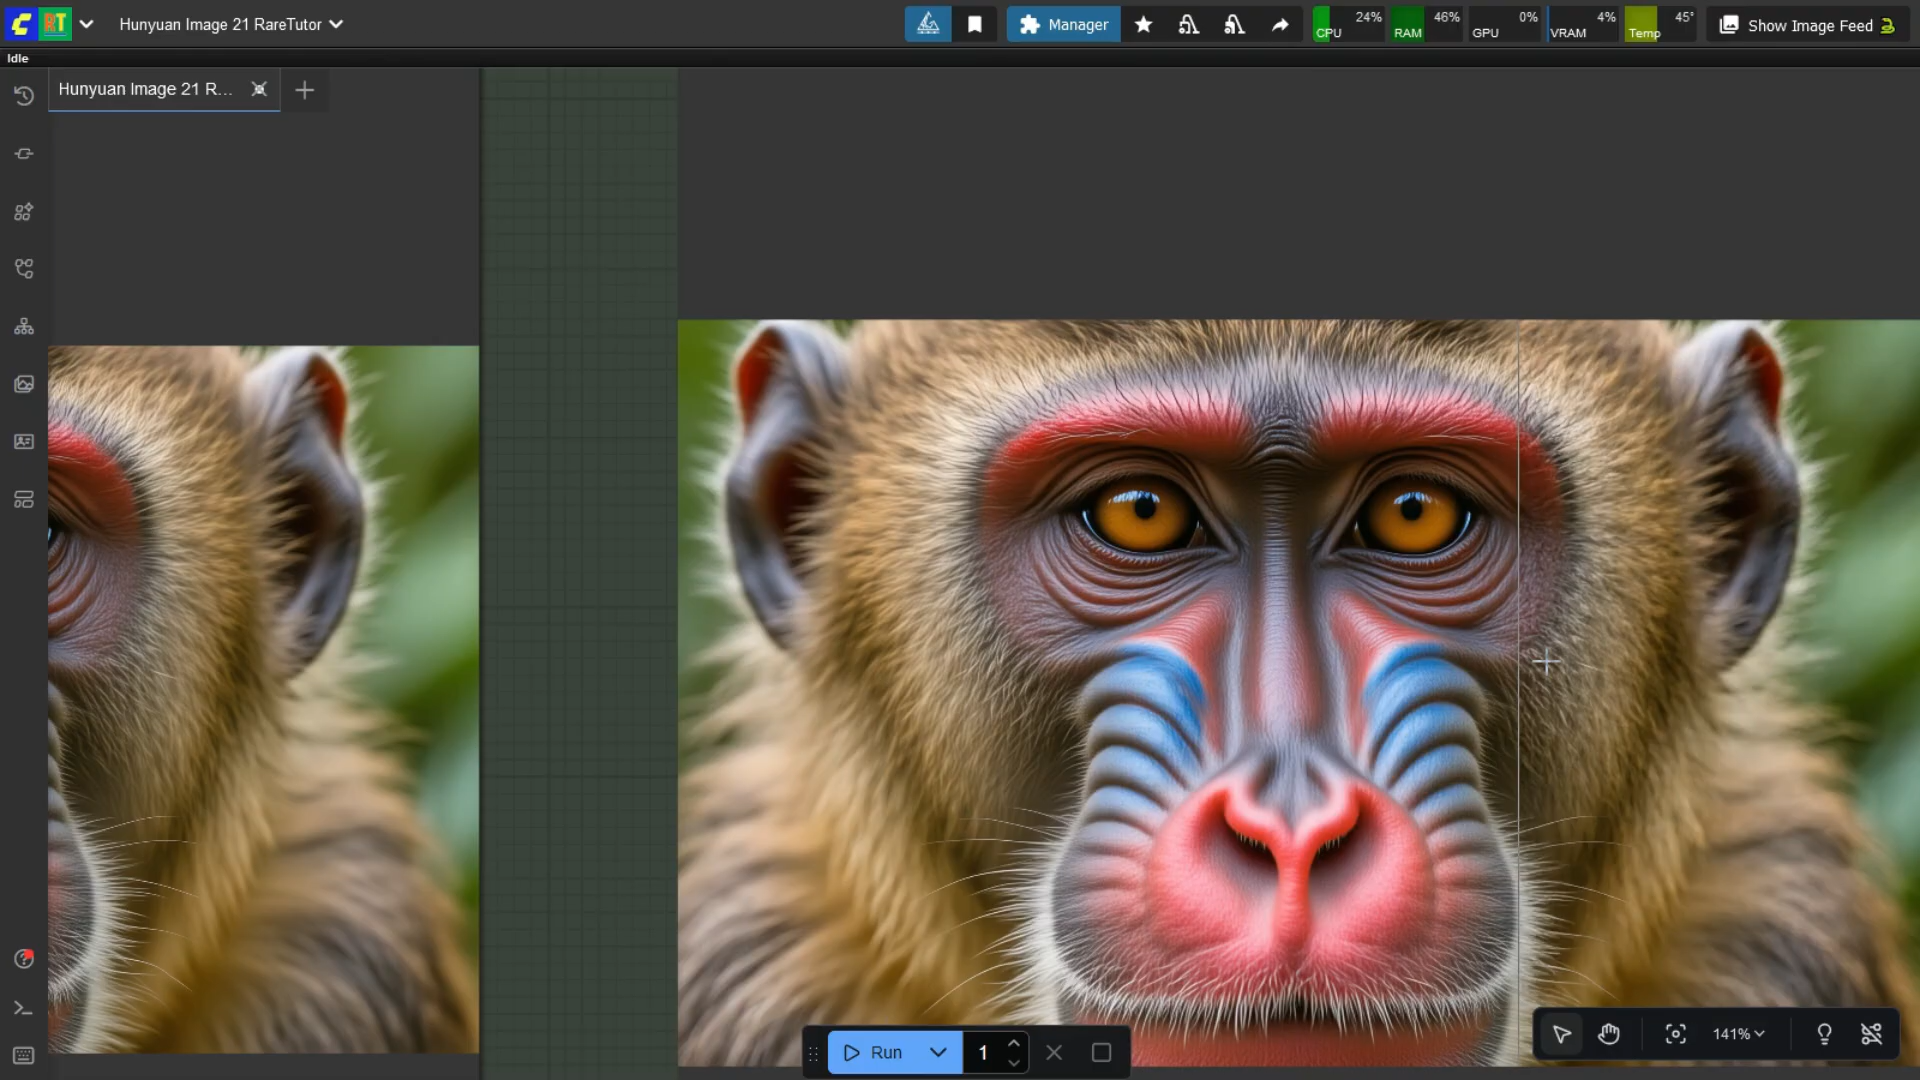 RT
Hunyuan Image 21 RareTutor
Manager
24%
CPU
46%
RAM
0%
GPU
4%
VRAM
45°
Temp
Show Image Feed
Idle
Hunyuan Image 21 R...
Run
1
141%